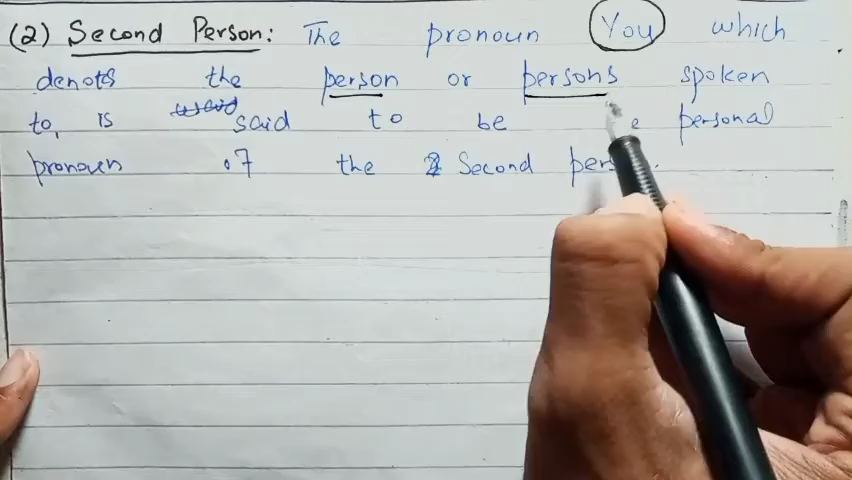 (2) Second Person: The pronoun You which
denots the person or persons spoken
to, is said to be personal
pronoun of the Second